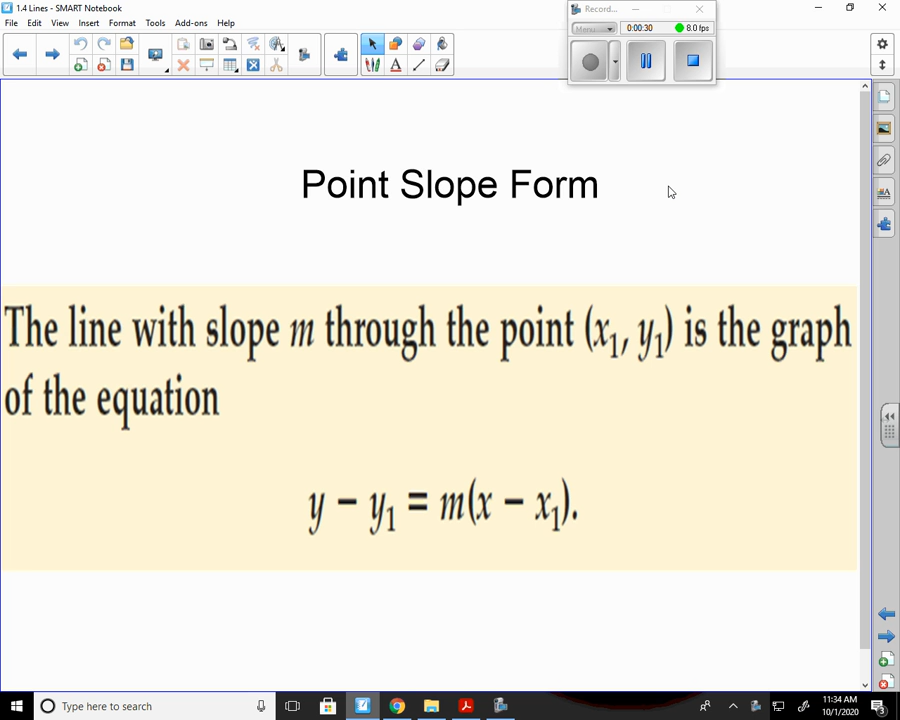 1.4 Lines - SMART Notebook
File Edit View Insert Format Tools Add-ons Help
Record...
Menu
0:00:30
8.0 fps
Point Slope Form
The line with slope m through the point (x₁, y₁) is the graph
of the equation
y − y₁ = m(x − x₁).
Type here to search
11:34 AM
10/1/2020
3